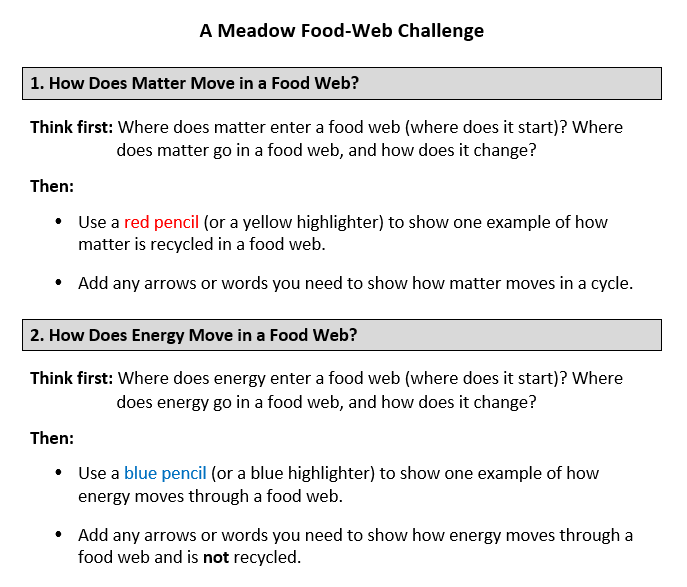 A Meadow Food-Web Challenge
1. How Does Matter Move in a Food Web?
Think first: Where does matter enter a food web (where does it start)? Where
does matter go in a food web, and how does it change?
Then:
• Use a red pencil (or a yellow highlighter) to show one example of how
matter is recycled in a food web.
• Add any arrows or words you need to show how matter moves in a cycle.
2. How Does Energy Move in a Food Web?
Think first: Where does energy enter a food web (where does it start)? Where
does energy go in a food web, and how does it change?
Then:
• Use a blue pencil (or a blue highlighter) to show one example of how
energy moves through a food web.
• Add any arrows or words you need to show how energy moves through a
food web and is not recycled.